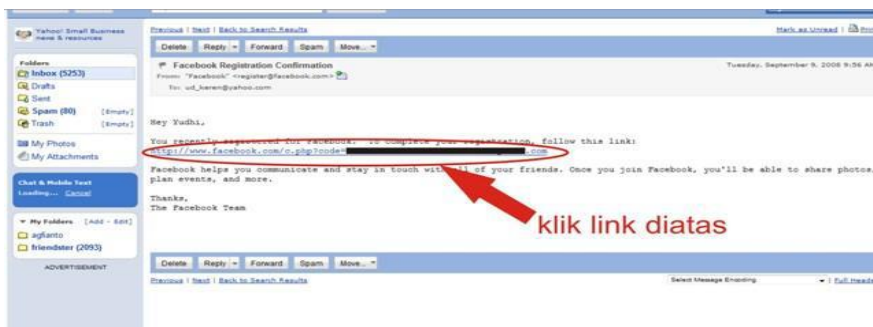 Yahoo! Small Business
news & resources
Previous | Next | Back to Search Results
Mark as Unread |
Delete Reply Forward Spam Move...
Folders
Inbox (5253)
Drafts
Sent
Spam (80) [Empty]
Trash [Empty]
My Photos
My Attachments
Chat & Mobile Text
Loading... Cancel
My Folders [Add - Edit]
agfianto
friendster (2093)
ADVERTISEMENT
Facebook Registration Confirmation
Tuesday, September 9, 2008 9:56 AM
From: "Facebook" <register@facebook.com>
To: ud_keren@yahoo.com
Hey Yudhi,
You recently registered for Facebook. To complete your registration, follow this link:
http://www.facebook.com/c.php?code= .com
Facebook helps you communicate and stay in touch with all of your friends. Once you join Facebook, you'll be able to share photos,
plan events, and more.
Thanks,
The Facebook Team
klik link diatas
Delete Reply Forward Spam Move...
Previous | Next | Back to Search Results
Select Message Encoding
| Full Heade